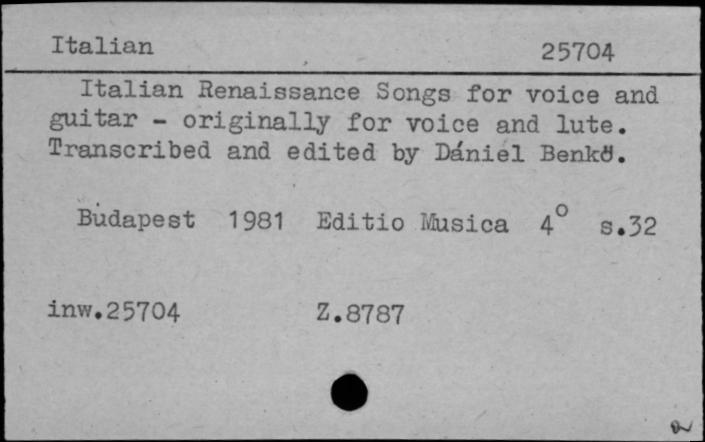 Italian 25704
Italian Renaissance Songs for voice and
guitar - originally for voice and lute.
Transcribed and edited by Dániel Benkő.
Budapest 1981 Editio Musica 4° s.32
inw.25704 Z.8787